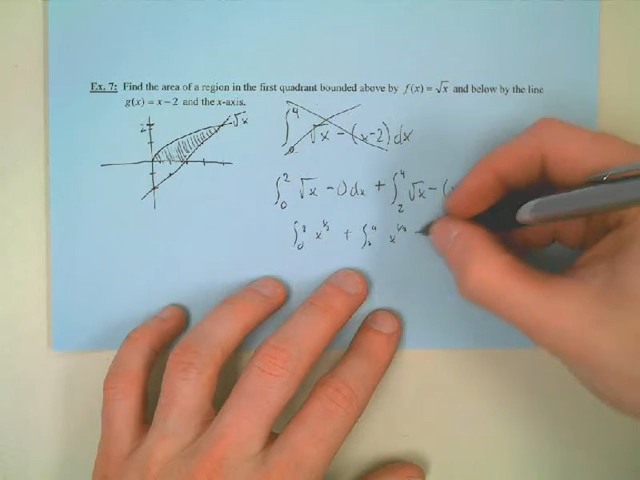 Ex. 7: Find the area of a region in the first quadrant bounded above by f(x) = √x and below by the line
g(x) = x − 2 and the x-axis.
2
√x
∫₀⁴ √x − (x−2) dx
∫₀² √x − 0 dx + ∫₂⁴ √x − (
∫₀² x^(1/2) + ∫₂⁴ x^(1/2)